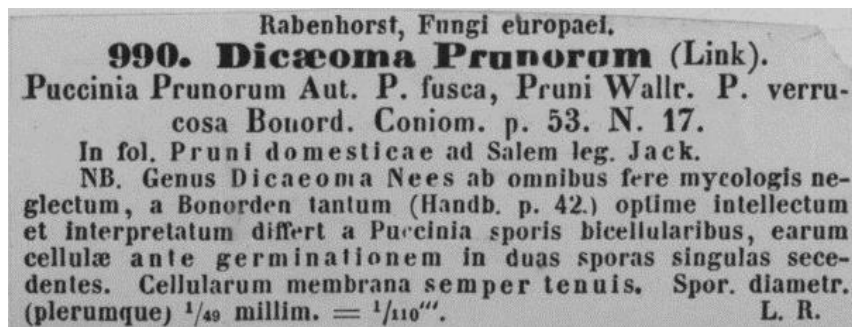 Rabenhorst, Fungi europaei.
990. Dicæoma Prunorum (Link).
Puccinia Prunorum Aut. P. fusca, Pruni Wallr. P. verru-
cosa Bonord. Coniom. p. 53. N. 17.
In fol. Pruni domesticae ad Salem leg. Jack.
NB. Genus Dicaeoma Nees ab omnibus fere mycologis ne-
glectum, a Bonorden tantum (Handb. p. 42.) optime intellectum
et interpretatum differt a Puccinia sporis bicellularibus, earum
cellulæ ante germinationem in duas sporas singulas sece-
dentes. Cellularum membrana semper tenuis. Spor. diametr.
(plerumque) 1/49 millim. = 1/110‴. L. R.